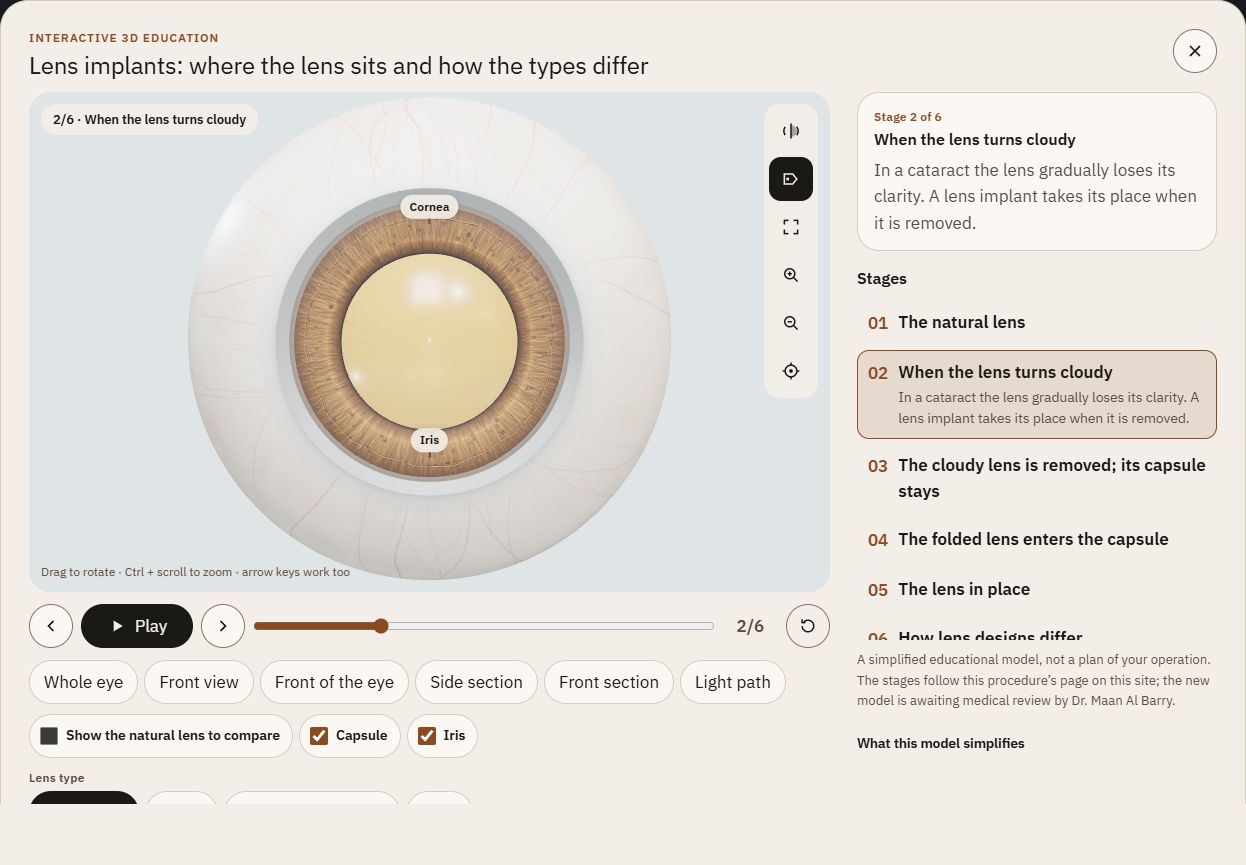 INTERACTIVE 3D EDUCATION
Lens implants: where the lens sits and how the types differ
2/6 · When the lens turns cloudy
Cornea
Iris
Drag to rotate · Ctrl + scroll to zoom · arrow keys work too
Play
2/6
Whole eye
Front view
Front of the eye
Side section
Front section
Light path
Show the natural lens to compare
Capsule
Iris
Lens type
Stage 2 of 6
When the lens turns cloudy
In a cataract the lens gradually loses its
clarity. A lens implant takes its place when
it is removed.
Stages
01 The natural lens
02 When the lens turns cloudy
In a cataract the lens gradually loses its clarity. A
lens implant takes its place when it is removed.
03 The cloudy lens is removed; its capsule
stays
04 The folded lens enters the capsule
05 The lens in place
06 How lens designs differ
A simplified educational model, not a plan of your operation.
The stages follow this procedure’s page on this site; the new
model is awaiting medical review by Dr. Maan Al Barry.
What this model simplifies